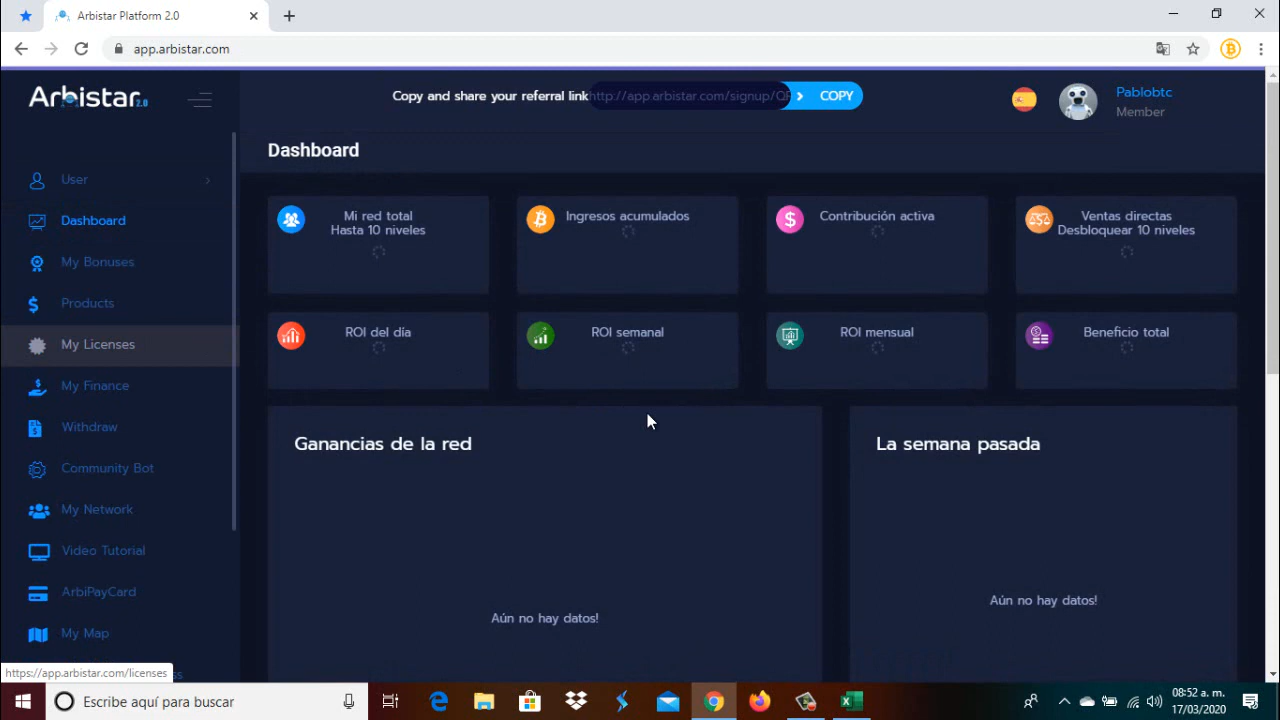 Arbistar Platform 2.0
app.arbistar.com
Arbistar 2.0
Copy and share your referral link
http://app.arbistar.com/signup/
COPY
Pablobtc
Member
Dashboard
User
Dashboard
My Bonuses
Products
My Licenses
My Finance
Withdraw
Community Bot
My Network
Video Tutorial
ArbiPayCard
My Map
Mi red total
Hasta 10 niveles
Ingresos acumulados
Contribución activa
Ventas directas
Desbloquear 10 niveles
ROI del día
ROI semanal
ROI mensual
Beneficio total
Ganancias de la red
Aún no hay datos!
La semana pasada
Aún no hay datos!
https://app.arbistar.com/licenses
Escribe aquí para buscar
08:52 a. m.
17/03/2020